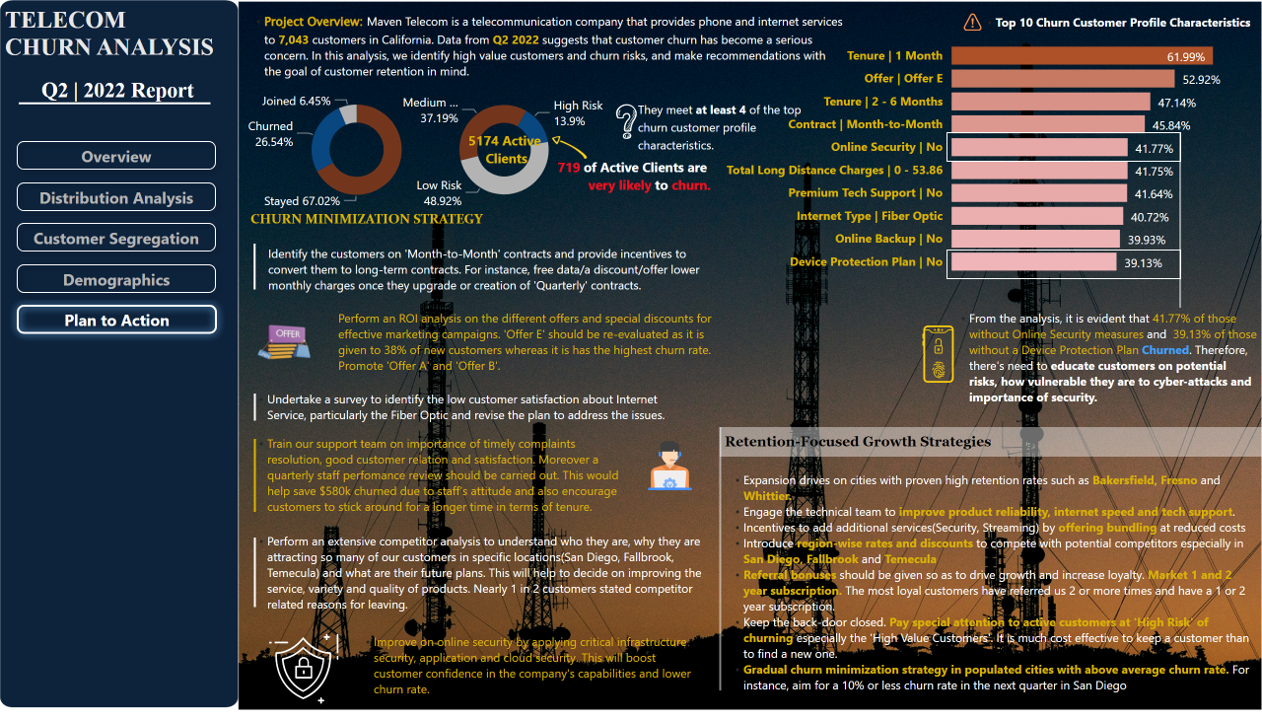 TELECOM
CHURN ANALYSIS
Q2 | 2022 Report
Overview
Distribution Analysis
Customer Segregation
Demographics
Plan to Action
Project Overview: Maven Telecom is a telecommunication company that provides phone and internet services
to 7,043 customers in California. Data from Q2 2022 suggests that customer churn has become a serious
concern. In this analysis, we identify high value customers and churn risks, and make recommendations with
the goal of customer retention in mind.
Joined 6.45%
Churned
26.54%
Stayed 67.02%
Medium ...
37.19%
High Risk
13.9%
5174 Active
Clients
Low Risk
48.92%
They meet at least 4 of the top
churn customer profile
characteristics.
719 of Active Clients are
very likely to churn.
Top 10 Churn Customer Profile Characteristics
Tenure | 1 Month 61.99%
Offer | Offer E 52.92%
Tenure | 2 - 6 Months 47.14%
Contract | Month-to-Month 45.84%
Online Security | No 41.77%
Total Long Distance Charges | 0 - 53.86 41.75%
Premium Tech Support | No 41.64%
Internet Type | Fiber Optic 40.72%
Online Backup | No 39.93%
Device Protection Plan | No 39.13%
CHURN MINIMIZATION STRATEGY
Identify the customers on 'Month-to-Month' contracts and provide incentives to
convert them to long-term contracts. For instance, free data/a discount/offer lower
monthly charges once they upgrade or creation of 'Quarterly' contracts.
OFFER
Perform an ROI analysis on the different offers and special discounts for
effective marketing campaigns. 'Offer E' should be re-evaluated as it is
given to 38% of new customers whereas it is has the highest churn rate.
Promote 'Offer A' and 'Offer B'.
Undertake a survey to identify the low customer satisfaction about Internet
Service, particularly the Fiber Optic and revise the plan to address the issues.
Train our support team on importance of timely complaints
resolution, good customer relation and satisfaction. Moreover a
quarterly staff perfomance review should be carried out. This would
help save $580k churned due to staff's attitude and also encourage
customers to stick around for a longer time in terms of tenure.
Perform an extensive competitor analysis to understand who they are, why they are
attracting so many of our customers in specific locations(San Diego, Fallbrook,
Temecula) and what are their future plans. This will help to decide on improving the
service, variety and quality of products. Nearly 1 in 2 customers stated competitor
related reasons for leaving.
Improve on-online security by applying critical infrastructure
security, application and cloud security. This will boost
customer confidence in the company's capabilities and lower
churn rate.
From the analysis, it is evident that 41.77% of those
without Online Security measures and 39.13% of those
without a Device Protection Plan Churned. Therefore,
there's need to educate customers on potential
risks, how vulnerable they are to cyber-attacks and
importance of security.
Retention-Focused Growth Strategies
Expansion drives on cities with proven high retention rates such as Bakersfield, Fresno and
Whittier.
Engage the technical team to improve product reliability, internet speed and tech support.
Incentives to add additional services(Security, Streaming) by offering bundling at reduced costs
Introduce region-wise rates and discounts to compete with potential competitors especially in
San Diego, Fallbrook and Temecula
Referral bonuses should be given so as to drive growth and increase loyalty. Market 1 and 2
year subscription. The most loyal customers have referred us 2 or more times and have a 1 or 2
year subscription.
Keep the back-door closed. Pay special attention to active customers at 'High Risk' of
churning especially the 'High Value Customers'. It is much cost effective to keep a customer than
to find a new one.
Gradual churn minimization strategy in populated cities with above average churn rate. For
instance, aim for a 10% or less churn rate in the next quarter in San Diego